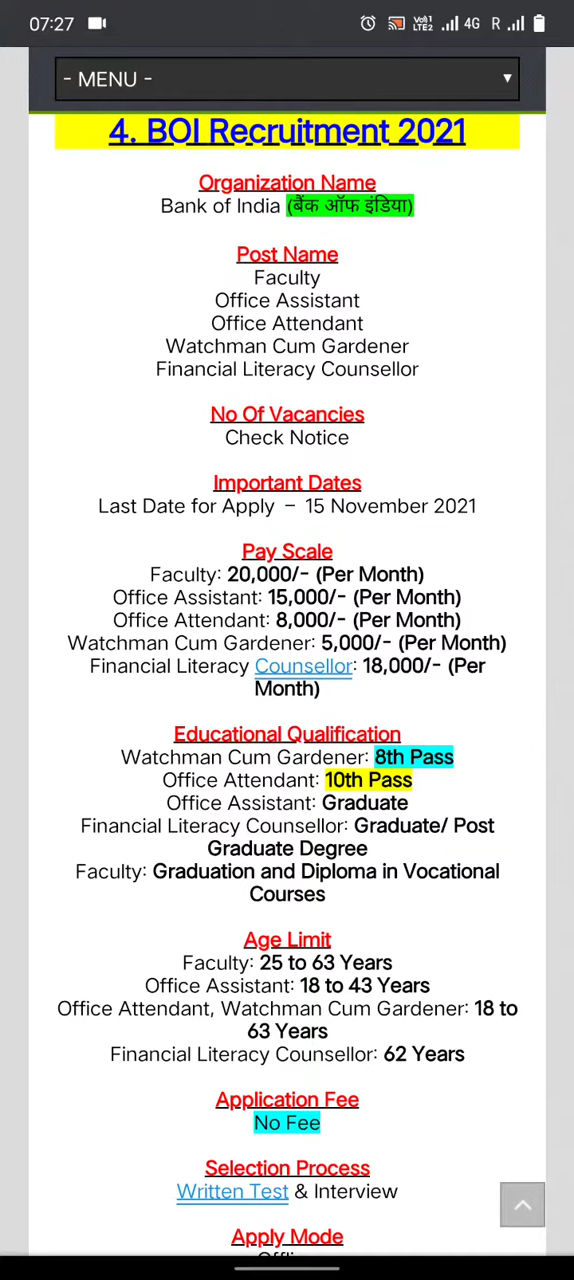 07:27
Vo))1
LTE2
4G
R
- MENU -
4. BOI Recruitment 2021
Organization Name
Bank of India (बैंक ऑफ इंडिया)
Post Name
Faculty
Office Assistant
Office Attendant
Watchman Cum Gardener
Financial Literacy Counsellor
No Of Vacancies
Check Notice
Important Dates
Last Date for Apply – 15 November 2021
Pay Scale
Faculty: 20,000/- (Per Month)
Office Assistant: 15,000/- (Per Month)
Office Attendant: 8,000/- (Per Month)
Watchman Cum Gardener: 5,000/- (Per Month)
Financial Literacy Counsellor: 18,000/- (Per
Month)
Educational Qualification
Watchman Cum Gardener: 8th Pass
Office Attendant: 10th Pass
Office Assistant: Graduate
Financial Literacy Counsellor: Graduate/ Post
Graduate Degree
Faculty: Graduation and Diploma in Vocational
Courses
Age Limit
Faculty: 25 to 63 Years
Office Assistant: 18 to 43 Years
Office Attendant, Watchman Cum Gardener: 18 to
63 Years
Financial Literacy Counsellor: 62 Years
Application Fee
No Fee
Selection Process
Written Test & Interview
Apply Mode